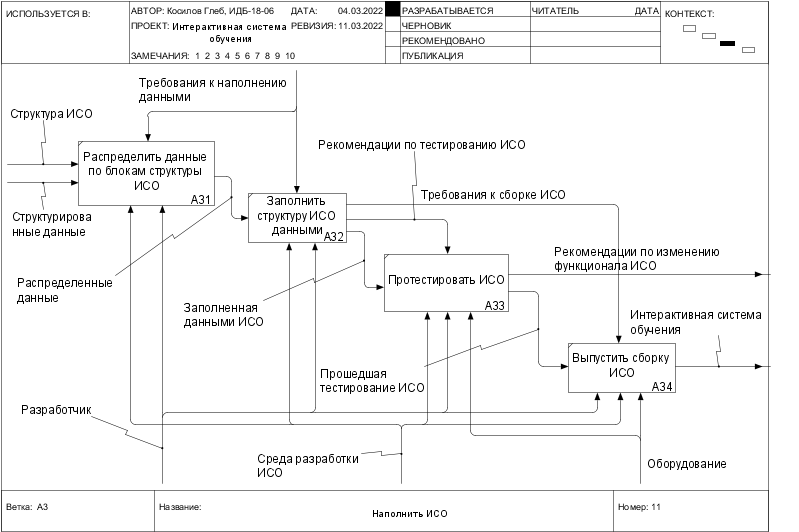 ИСПОЛЬЗУЕТСЯ В:
АВТОР: Косилов Глеб, ИДБ-18-06
ДАТА: 04.03.2022
ПРОЕКТ: Интерактивная система
обучения
РЕВИЗИЯ: 11.03.2022
ЗАМЕЧАНИЯ: 1 2 3 4 5 6 7 8 9 10
РАЗРАБАТЫВАЕТСЯ
ЧЕРНОВИК
РЕКОМЕНДОВАНО
ПУБЛИКАЦИЯ
ЧИТАТЕЛЬ
ДАТА
КОНТЕКСТ:
Требования к наполнению
данными
Структура ИСО
Распределить данные
по блокам структуры
ИСО
A31
Структурирова
нные данные
Рекомендации по тестированию ИСО
Требования к сборке ИСО
Заполнить
структуру ИСО
данными
A32
Распределенные
данные
Заполненная
данными ИСО
Протестировать ИСО
A33
Рекомендации по изменению
функционала ИСО
Интерактивная система
обучения
Прошедшая
тестирование ИСО
Выпустить сборку
ИСО
A34
Разработчик
Среда разработки
ИСО
Оборудование
Ветка: A3
Название:
Наполнить ИСО
Номер: 11